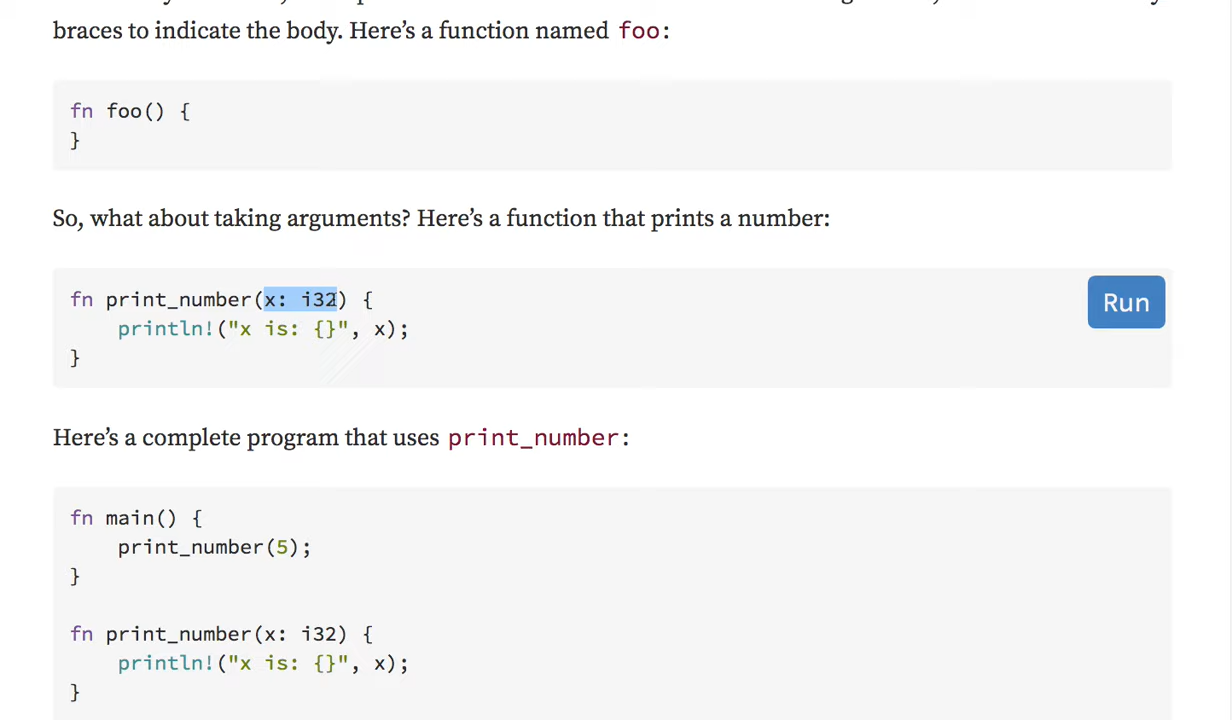 braces to indicate the body. Here’s a function named foo:
fn foo() {
}
So, what about taking arguments? Here’s a function that prints a number:
fn print_number(x: i32) {
    println!("x is: {}", x);
}
Run
Here’s a complete program that uses print_number:
fn main() {
    print_number(5);
}
fn print_number(x: i32) {
    println!("x is: {}", x);
}